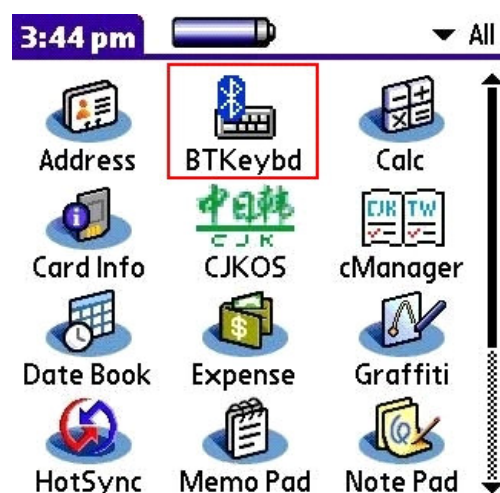 3:44 pm
All
Address
BTKeybd
Calc
中日韩
CJK
CJK TW
Card Info
CJKOS
cManager
Date Book
Expense
Graffiti
HotSync
Memo Pad
Note Pad